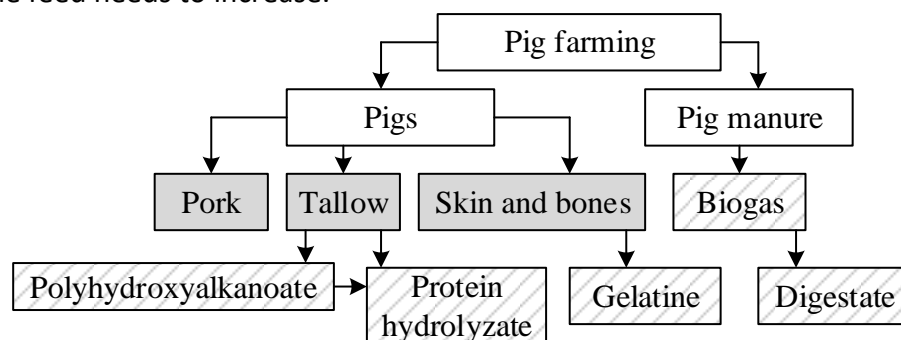 feed needs to increase.
Pig farming
Pigs
Pig manure
Pork
Tallow
Skin and bones
Biogas
Polyhydroxyalkanoate
Protein
hydrolyzate
Gelatine
Digestate